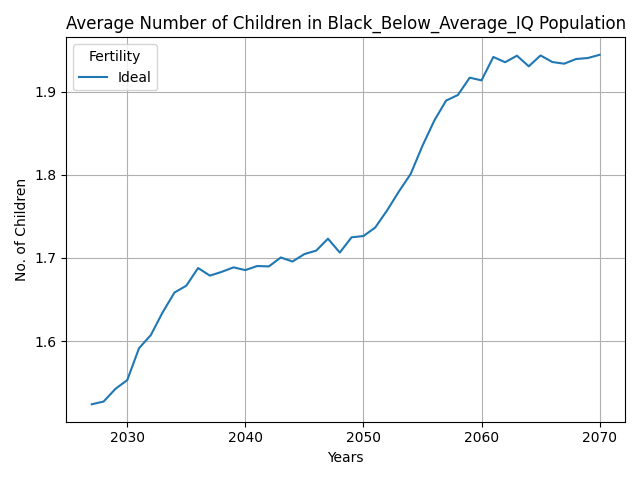 Average Number of Children in Black_Below_Average_IQ Population
Fertility
Ideal
No. of Children
1.9
1.8
1.7
1.6
2030 2040 2050 2060 2070
Years